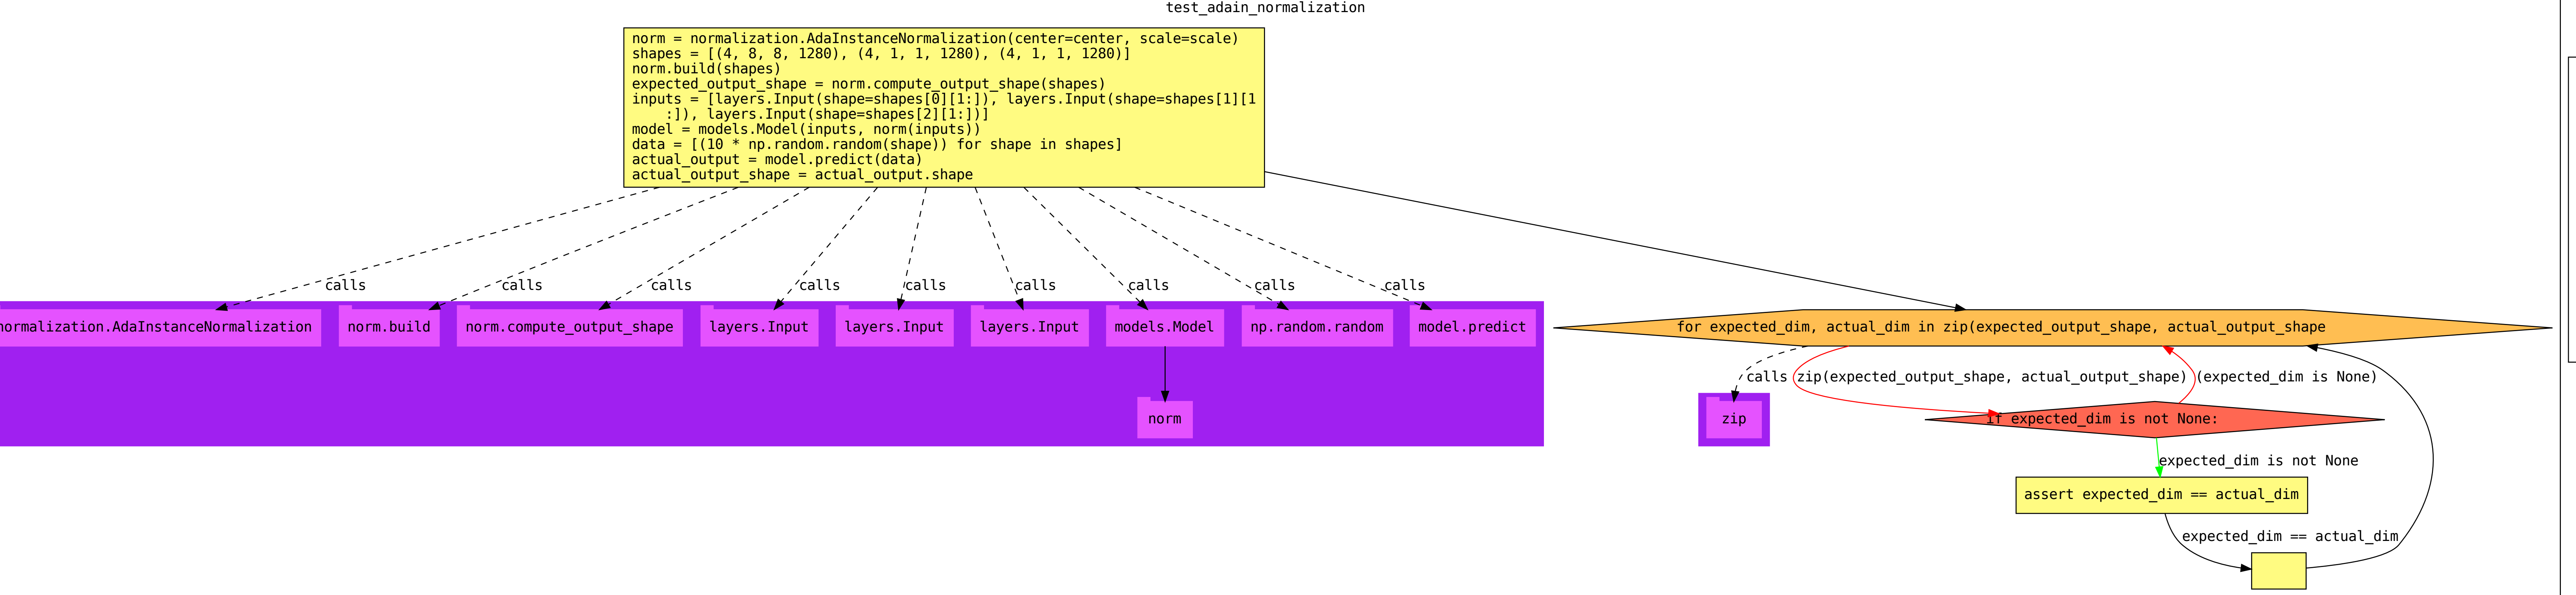 test_adain_normalization
norm = normalization.AdaInstanceNormalization(center=center, scale=scale)
shapes = [(4, 8, 8, 1280), (4, 1, 1, 1280), (4, 1, 1, 1280)]
norm.build(shapes)
expected_output_shape = norm.compute_output_shape(shapes)
inputs = [layers.Input(shape=shapes[0][1:]), layers.Input(shape=shapes[1][1
:]), layers.Input(shape=shapes[2][1:])]
model = models.Model(inputs, norm(inputs))
data = [(10 * np.random.random(shape)) for shape in shapes]
actual_output = model.predict(data)
actual_output_shape = actual_output.shape
calls
calls
calls
calls
calls
calls
calls
calls
calls
normalization.AdaInstanceNormalization
norm.build
norm.compute_output_shape
layers.Input
layers.Input
layers.Input
models.Model
np.random.random
model.predict
for expected_dim, actual_dim in zip(expected_output_shape, actual_output_shape
calls
zip(expected_output_shape, actual_output_shape)
(expected_dim is None)
norm
zip
if expected_dim is not None:
expected_dim is not None
assert expected_dim == actual_dim
expected_dim == actual_dim